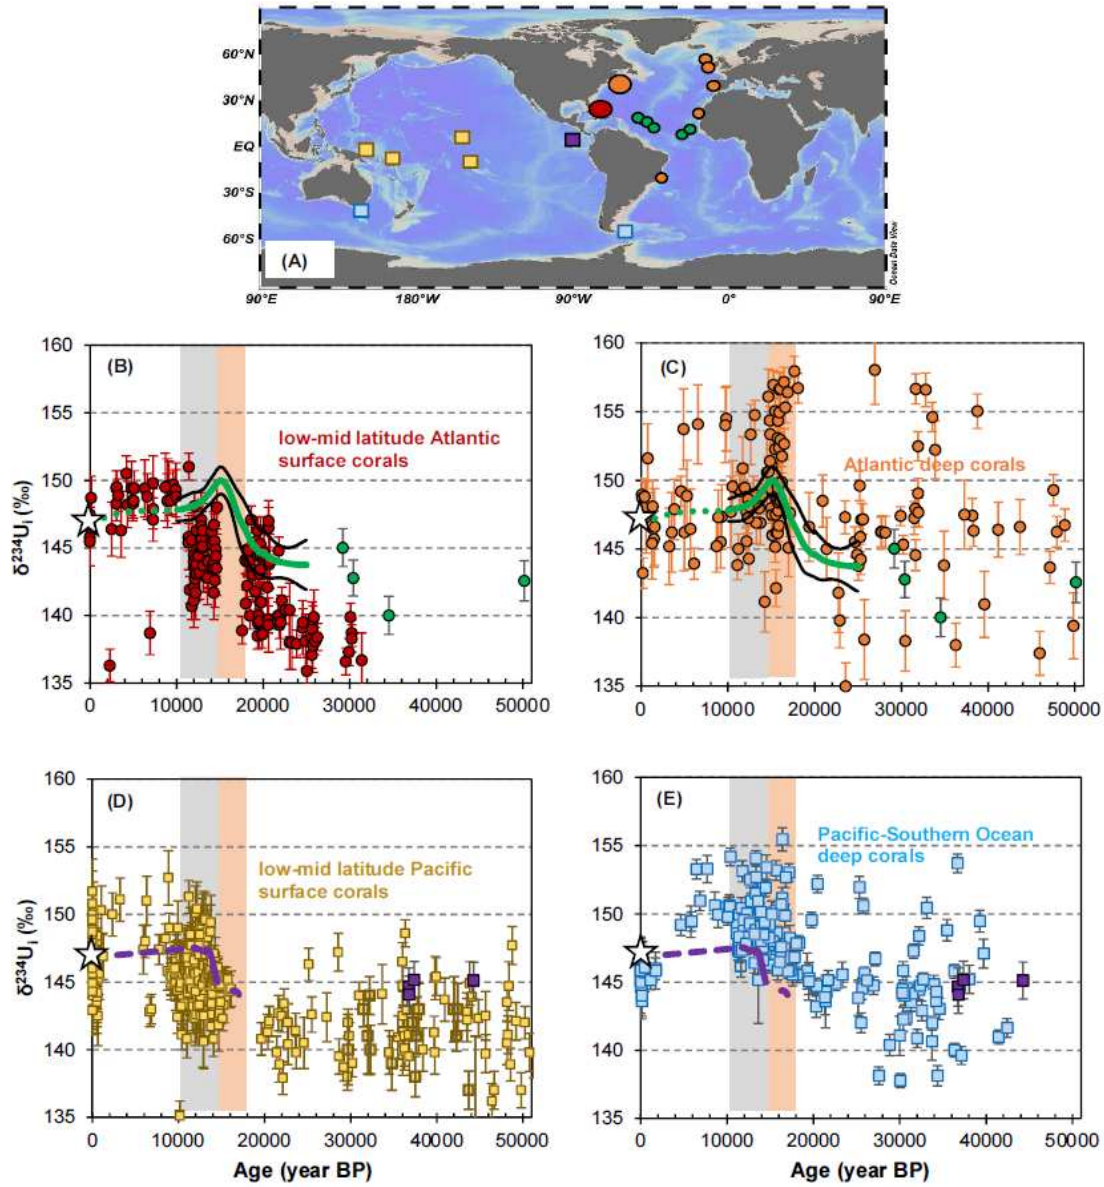 60°N
30°N
EQ
30°S
60°S
(A)
Ocean Data View
90°E 180°W 90°W 0° 90°E
160
155
150
145
140
135
δ²³⁴Uᵢ (‰)
(B)
low-mid latitude Atlantic
surface corals
0 10000 20000 30000 40000 50000
160
155
150
145
140
135
(C)
Atlantic deep corals
0 10000 20000 30000 40000 50000
160
155
150
145
140
135
δ²³⁴Uᵢ (‰)
(D)
low-mid latitude Pacific
surface corals
0 10000 20000 30000 40000 50000
Age (year BP)
160
155
150
145
140
135
(E)
Pacific-Southern Ocean
deep corals
0 10000 20000 30000 40000 50000
Age (year BP)